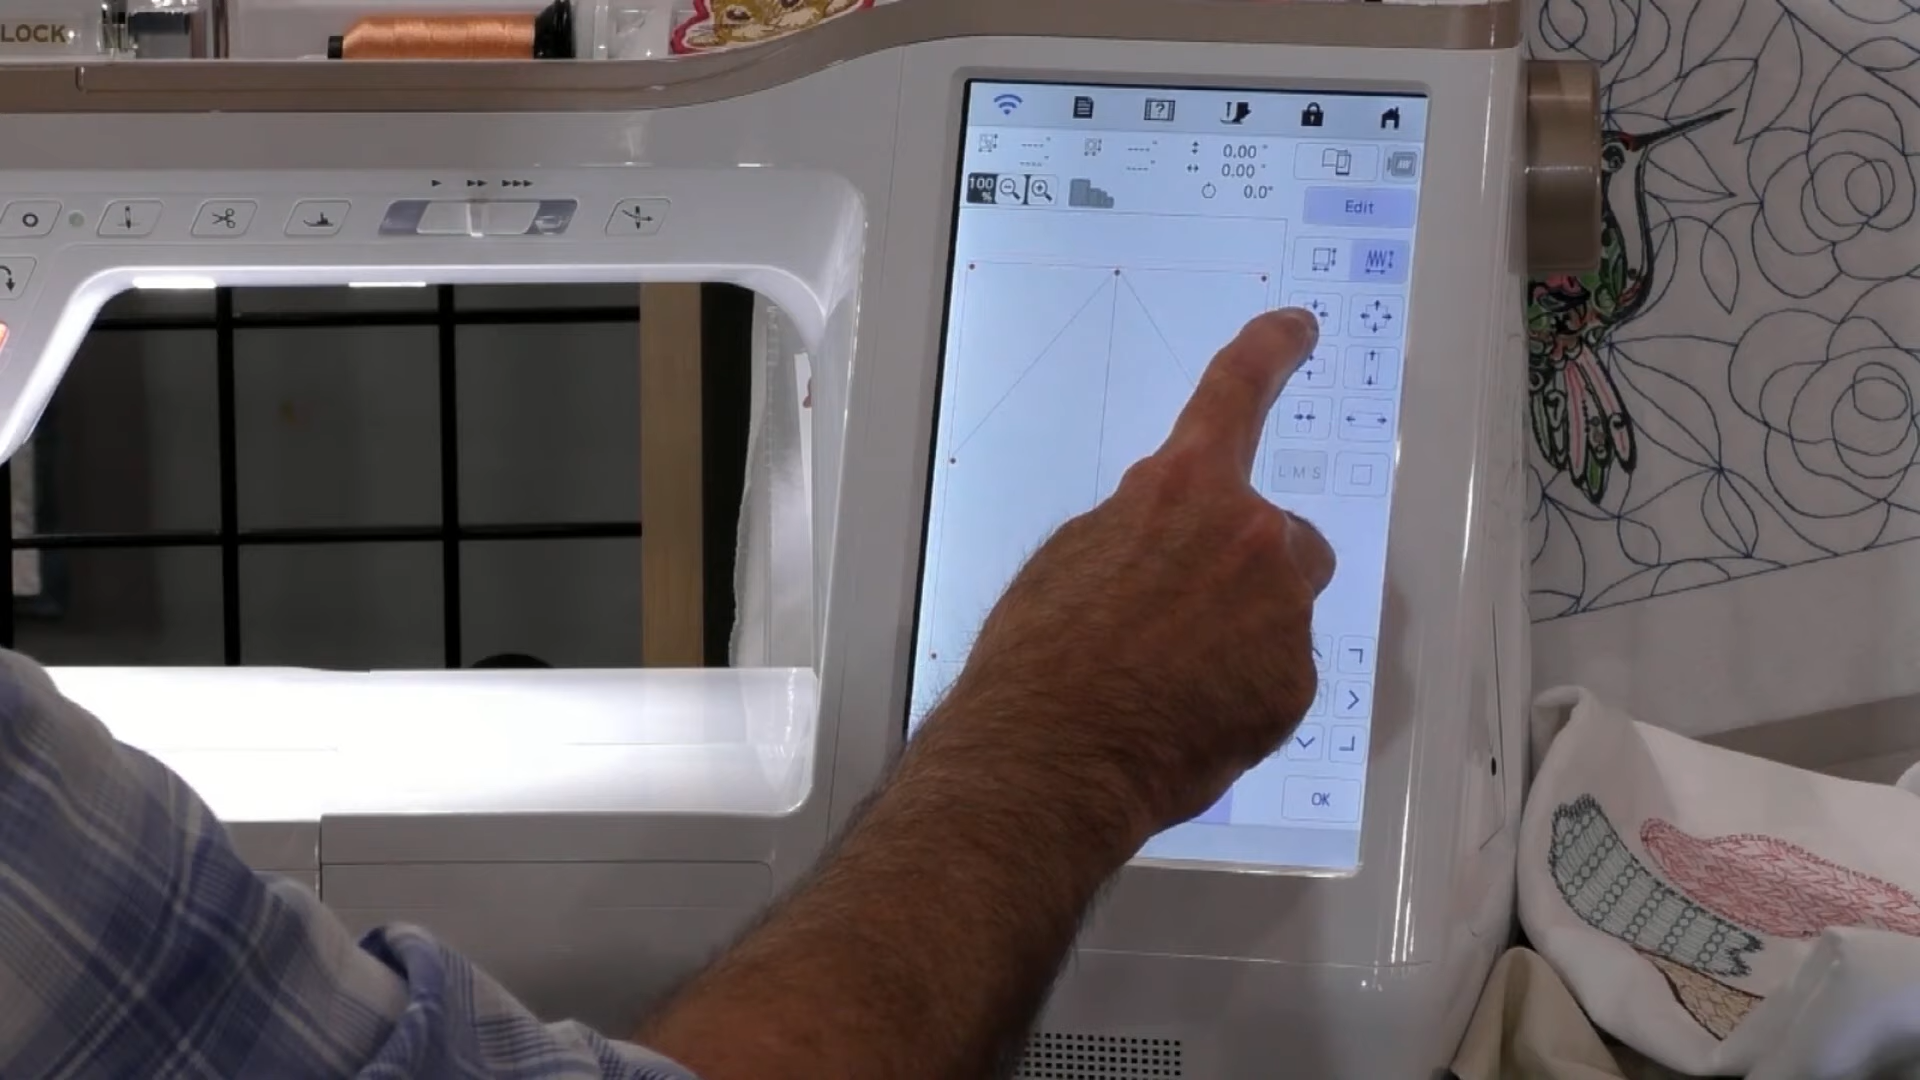 LOCK
---- "
---- "
---- "
---- "
0.00 "
0.00 "
0.0°
100
%
Edit
L M S
OK